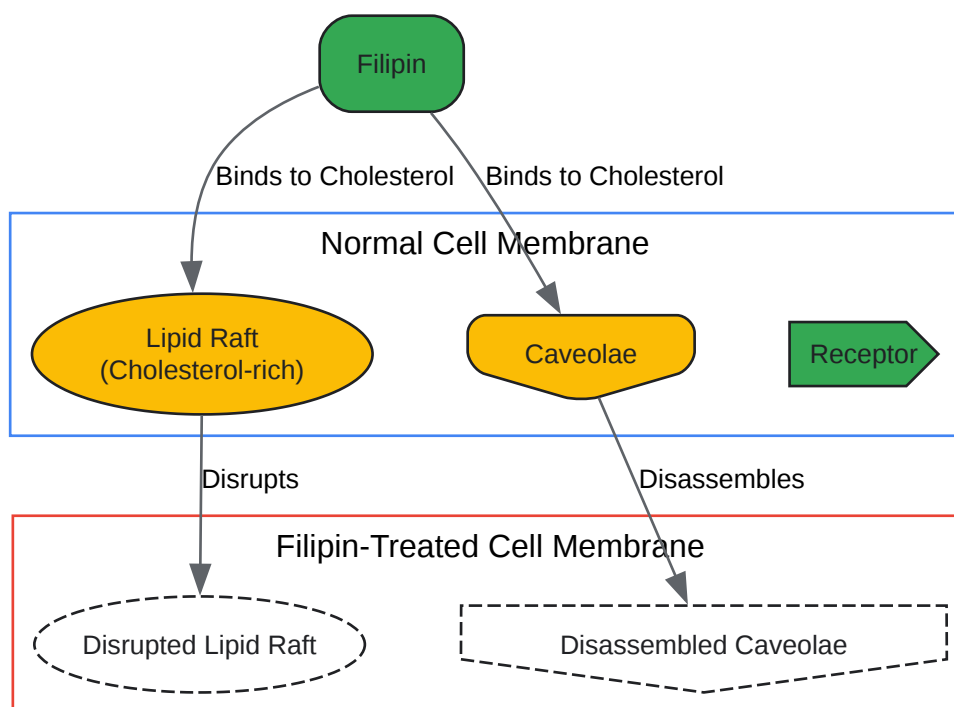 Filipin
Binds to Cholesterol
Binds to Cholesterol
Normal Cell Membrane
Lipid Raft
(Cholesterol-rich)
Caveolae
Receptor
Disrupts
Disassembles
Filipin-Treated Cell Membrane
Disrupted Lipid Raft
Disassembled Caveolae